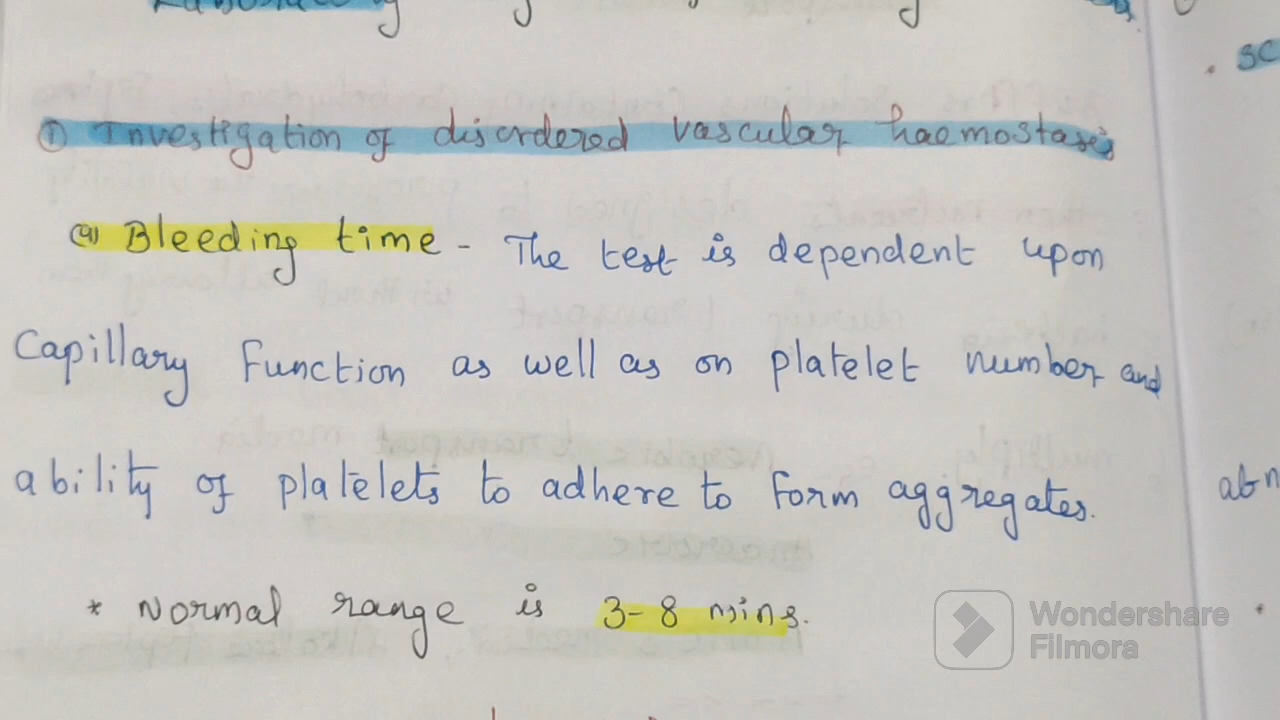 ① Investigation of disordered vascular haemostasis
(a) Bleeding time - The test is dependent upon
Capillary Function as well as on platelet number and
ability of platelets to adhere to form aggregates.
* Normal range is 3-8 mins.
Wondershare
Filmora